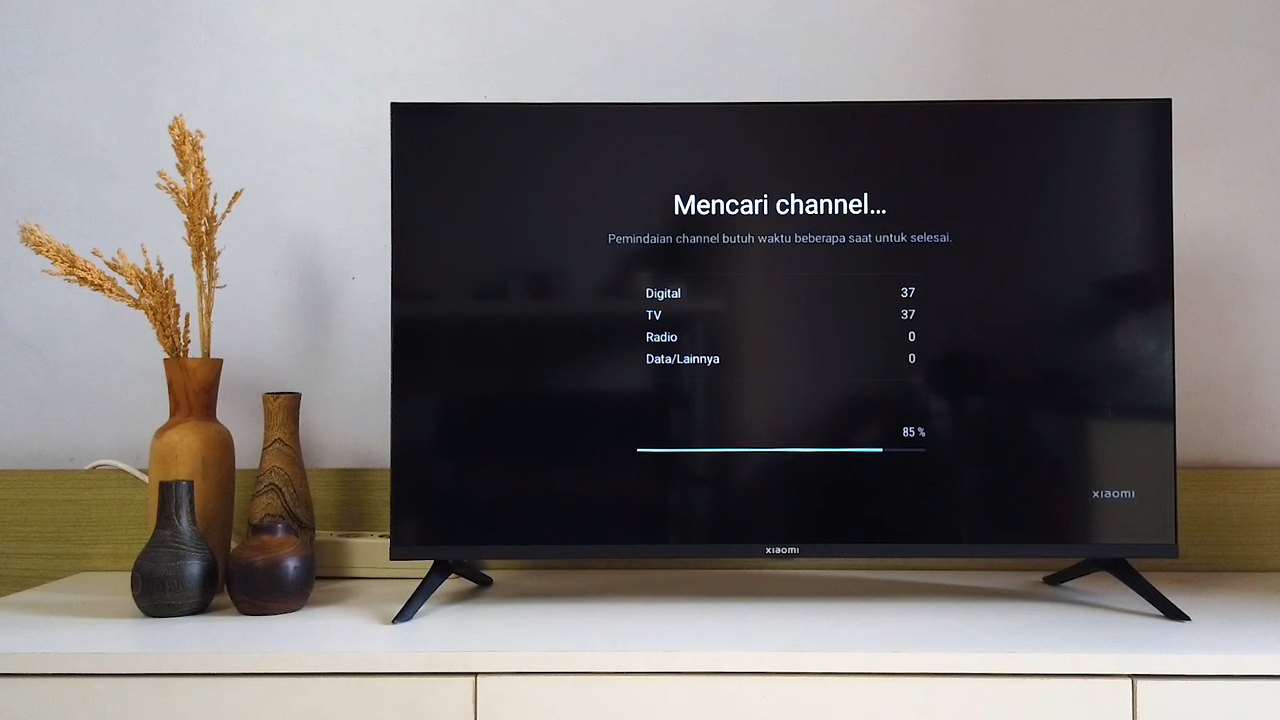 Mencari channel...
Pemindaian channel butuh waktu beberapa saat untuk selesai.
Digital 37
TV 37
Radio 0
Data/Lainnya 0
85 %
xiaomi
xiaomi